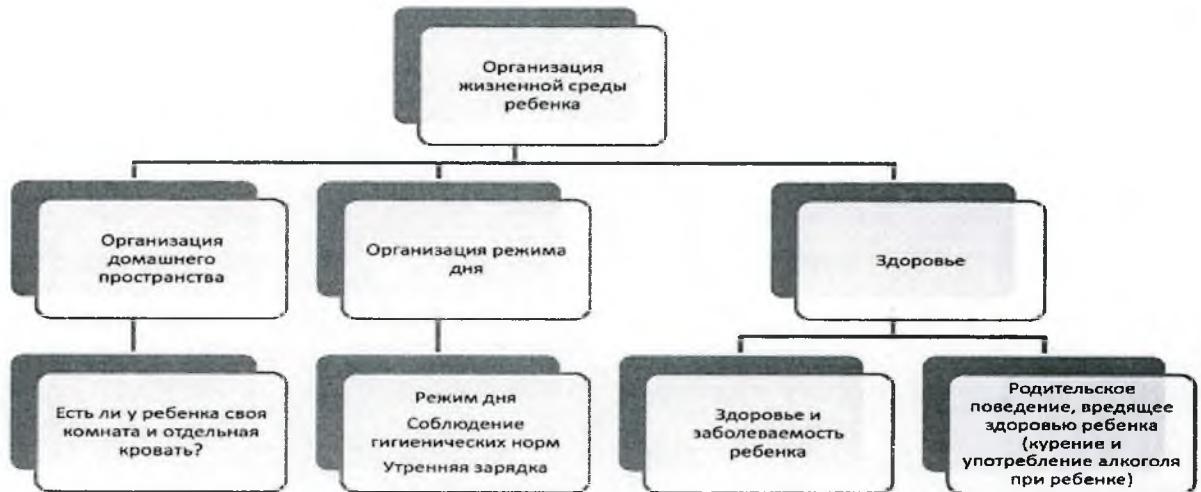 Организация
жизненной среды
ребенка
Организация
домашнего
пространства
Организация режима
дня
Здоровье
Есть ли у ребенка своя
комната и отдельная
кровать?
Режим дня
Соблюдение
гигиенических норм
Утренняя зарядка
Здоровье и
заболеваемость
ребенка
Родительское
поведение, вредящее
здоровью ребенка
(курение и
употребление алкоголя
при ребенке)